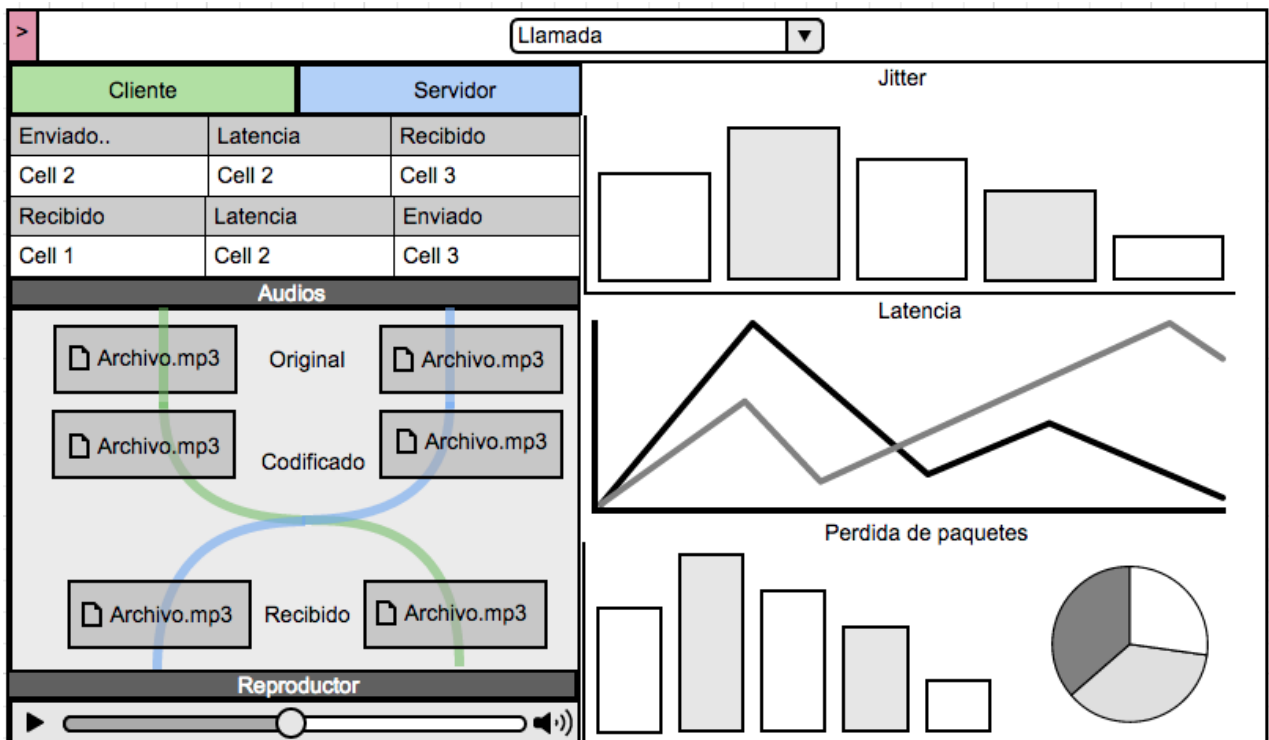 >
Llamada
Cliente Servidor
Enviado.. Latencia Recibido
Cell 2 Cell 2 Cell 3
Recibido Latencia Enviado
Cell 1 Cell 2 Cell 3
Audios
Archivo.mp3 Original Archivo.mp3
Archivo.mp3 Codificado Archivo.mp3
Archivo.mp3 Recibido Archivo.mp3
Reproductor
Jitter
Latencia
Perdida de paquetes